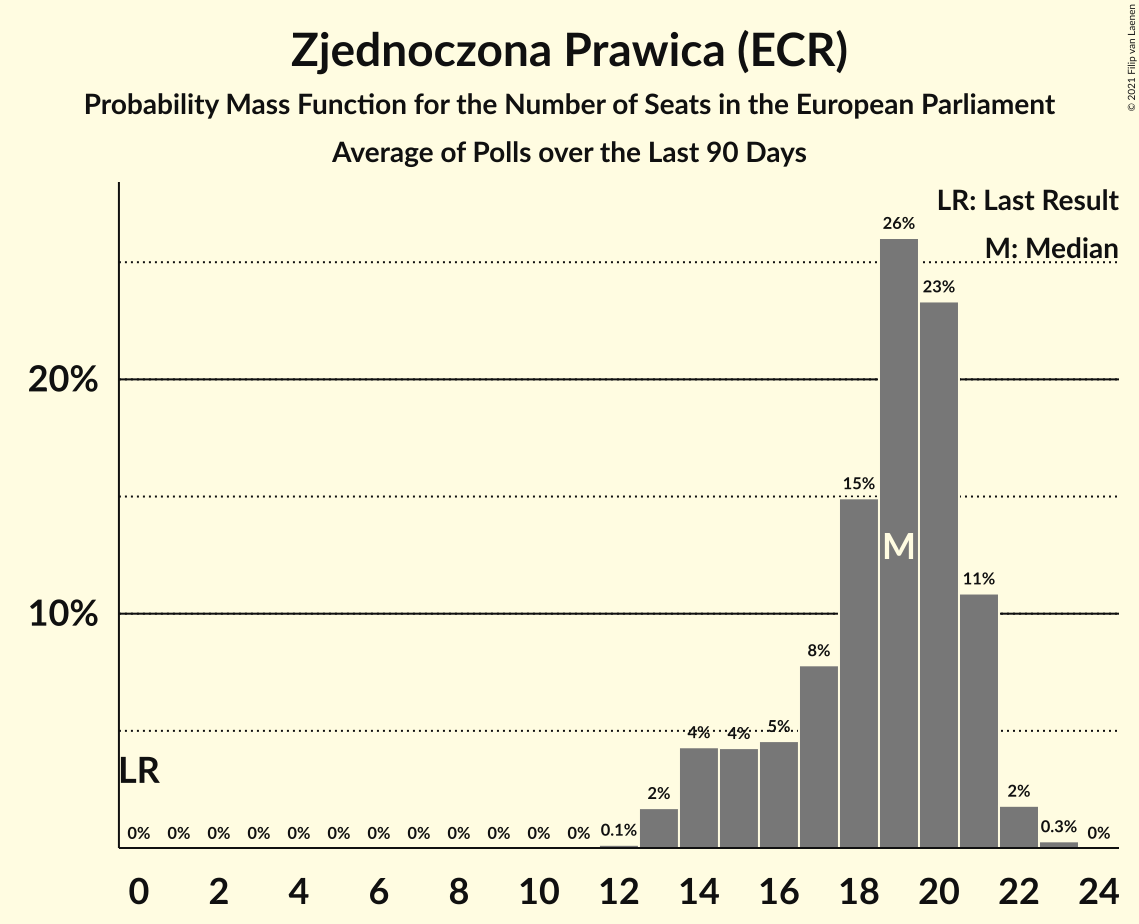 Zjednoczona Prawica (ECR)
Probability Mass Function for the Number of Seats in the European Parliament
Average of Polls over the Last 90 Days
© 2021 Filip van Laenen
LR: Last Result
M: Median
26%
23%
20%
15%
M
11%
10%
8%
4% 4% 5%
LR
2% 2%
0% 0% 0% 0% 0% 0% 0% 0% 0% 0% 0% 0% 0.1% 0.3% 0%
0 2 4 6 8 10 12 14 16 18 20 22 24